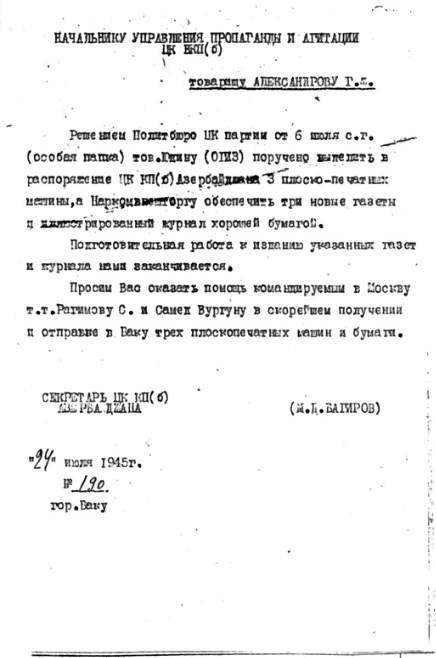 НАЧАЛЬНИКУ УПРАВЛЕНИЯ ПРОПАГАНДЫ И АГИТАЦИИ
ЦК ВКП(б)
товарищу АЛЕКСАНДРОВУ Г.Ф.
Решением Политбюро ЦК партии от 6 июля с.г.
(особая папка) тов.Юдину (ОГИЗ) поручено выделить в
распоряжение ЦК КП(б)Азербайджана 3 плоско-печатных
машины,а Наркомвнешторгу обеспечить три новые газеты
и иллюстрированный журнал хорошей бумагой.
Подготовительная работа к изданию указанных газет
и журнала нами заканчивается.
Просим Вас оказать помощь командируемым в Москву
т.т.Рагимову С. и Самед Вургуну в скорейшем получении
и отправке в Баку трех плоскопечатных машин и бумаги.
СЕКРЕТАРЬ ЦК КП(б)
АЗЕРБАЙДЖАНА
(М.Д.БАГИРОВ)
"24" июля 1945г.
№ 190
гор.Баку